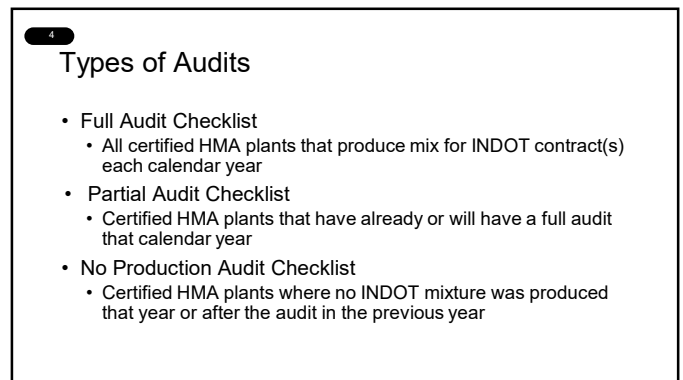 4
Types of Audits
• Full Audit Checklist
• All certified HMA plants that produce mix for INDOT contract(s)
each calendar year
• Partial Audit Checklist
• Certified HMA plants that have already or will have a full audit
that calendar year
• No Production Audit Checklist
• Certified HMA plants where no INDOT mixture was produced
that year or after the audit in the previous year